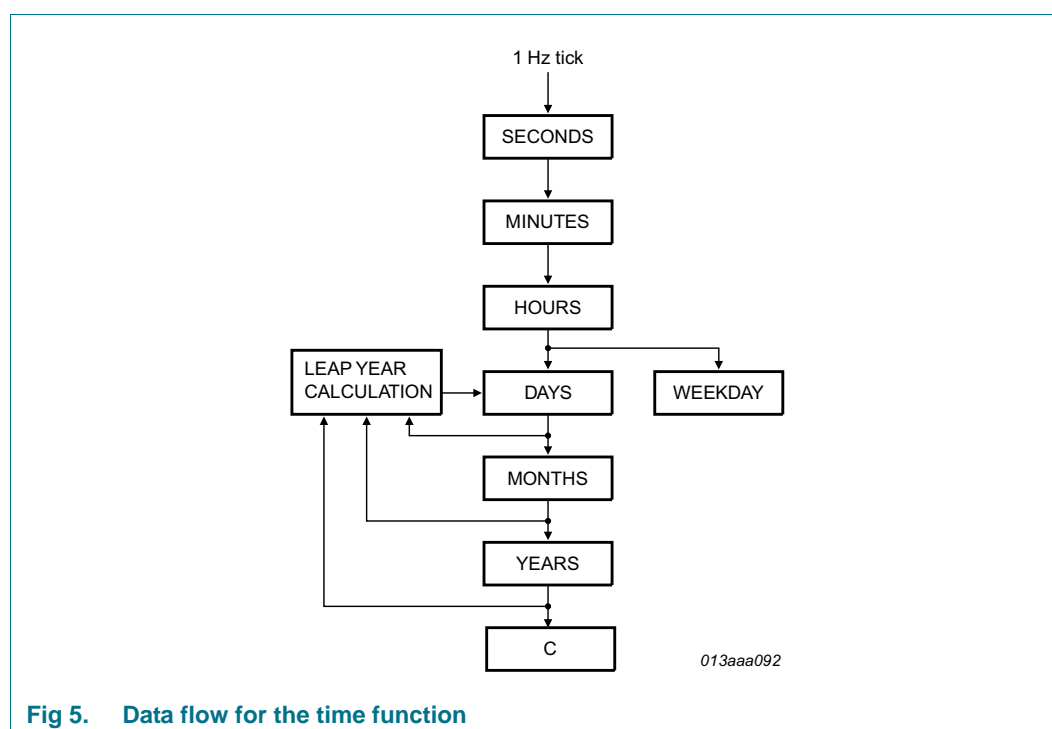 1 Hz tick
SECONDS
MINUTES
HOURS
LEAP YEAR
CALCULATION
DAYS
WEEKDAY
MONTHS
YEARS
C
013aaa092
Fig 5. Data flow for the time function